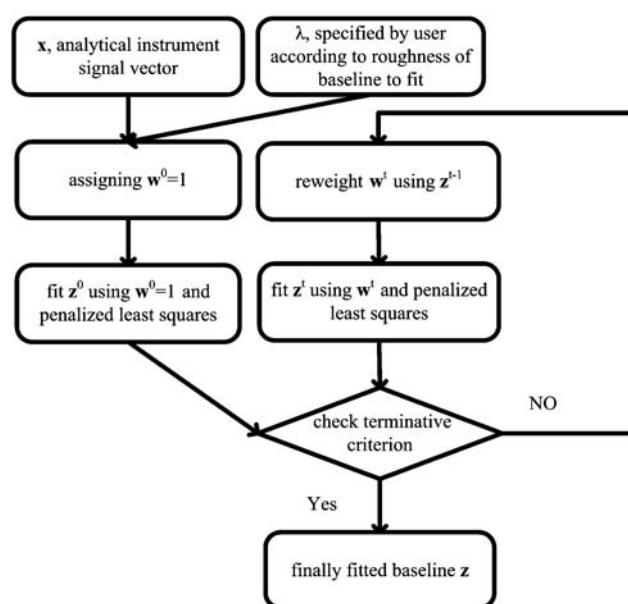 x, analytical instrument
signal vector
λ, specified by user
according to roughness of
baseline to fit
assigning w⁰=1
reweight wᵗ using zᵗ⁻¹
fit z⁰ using w⁰=1 and
penalized least squares
fit zᵗ using wᵗ and penalized
least squares
check terminative
criterion
NO
Yes
finally fitted baseline z